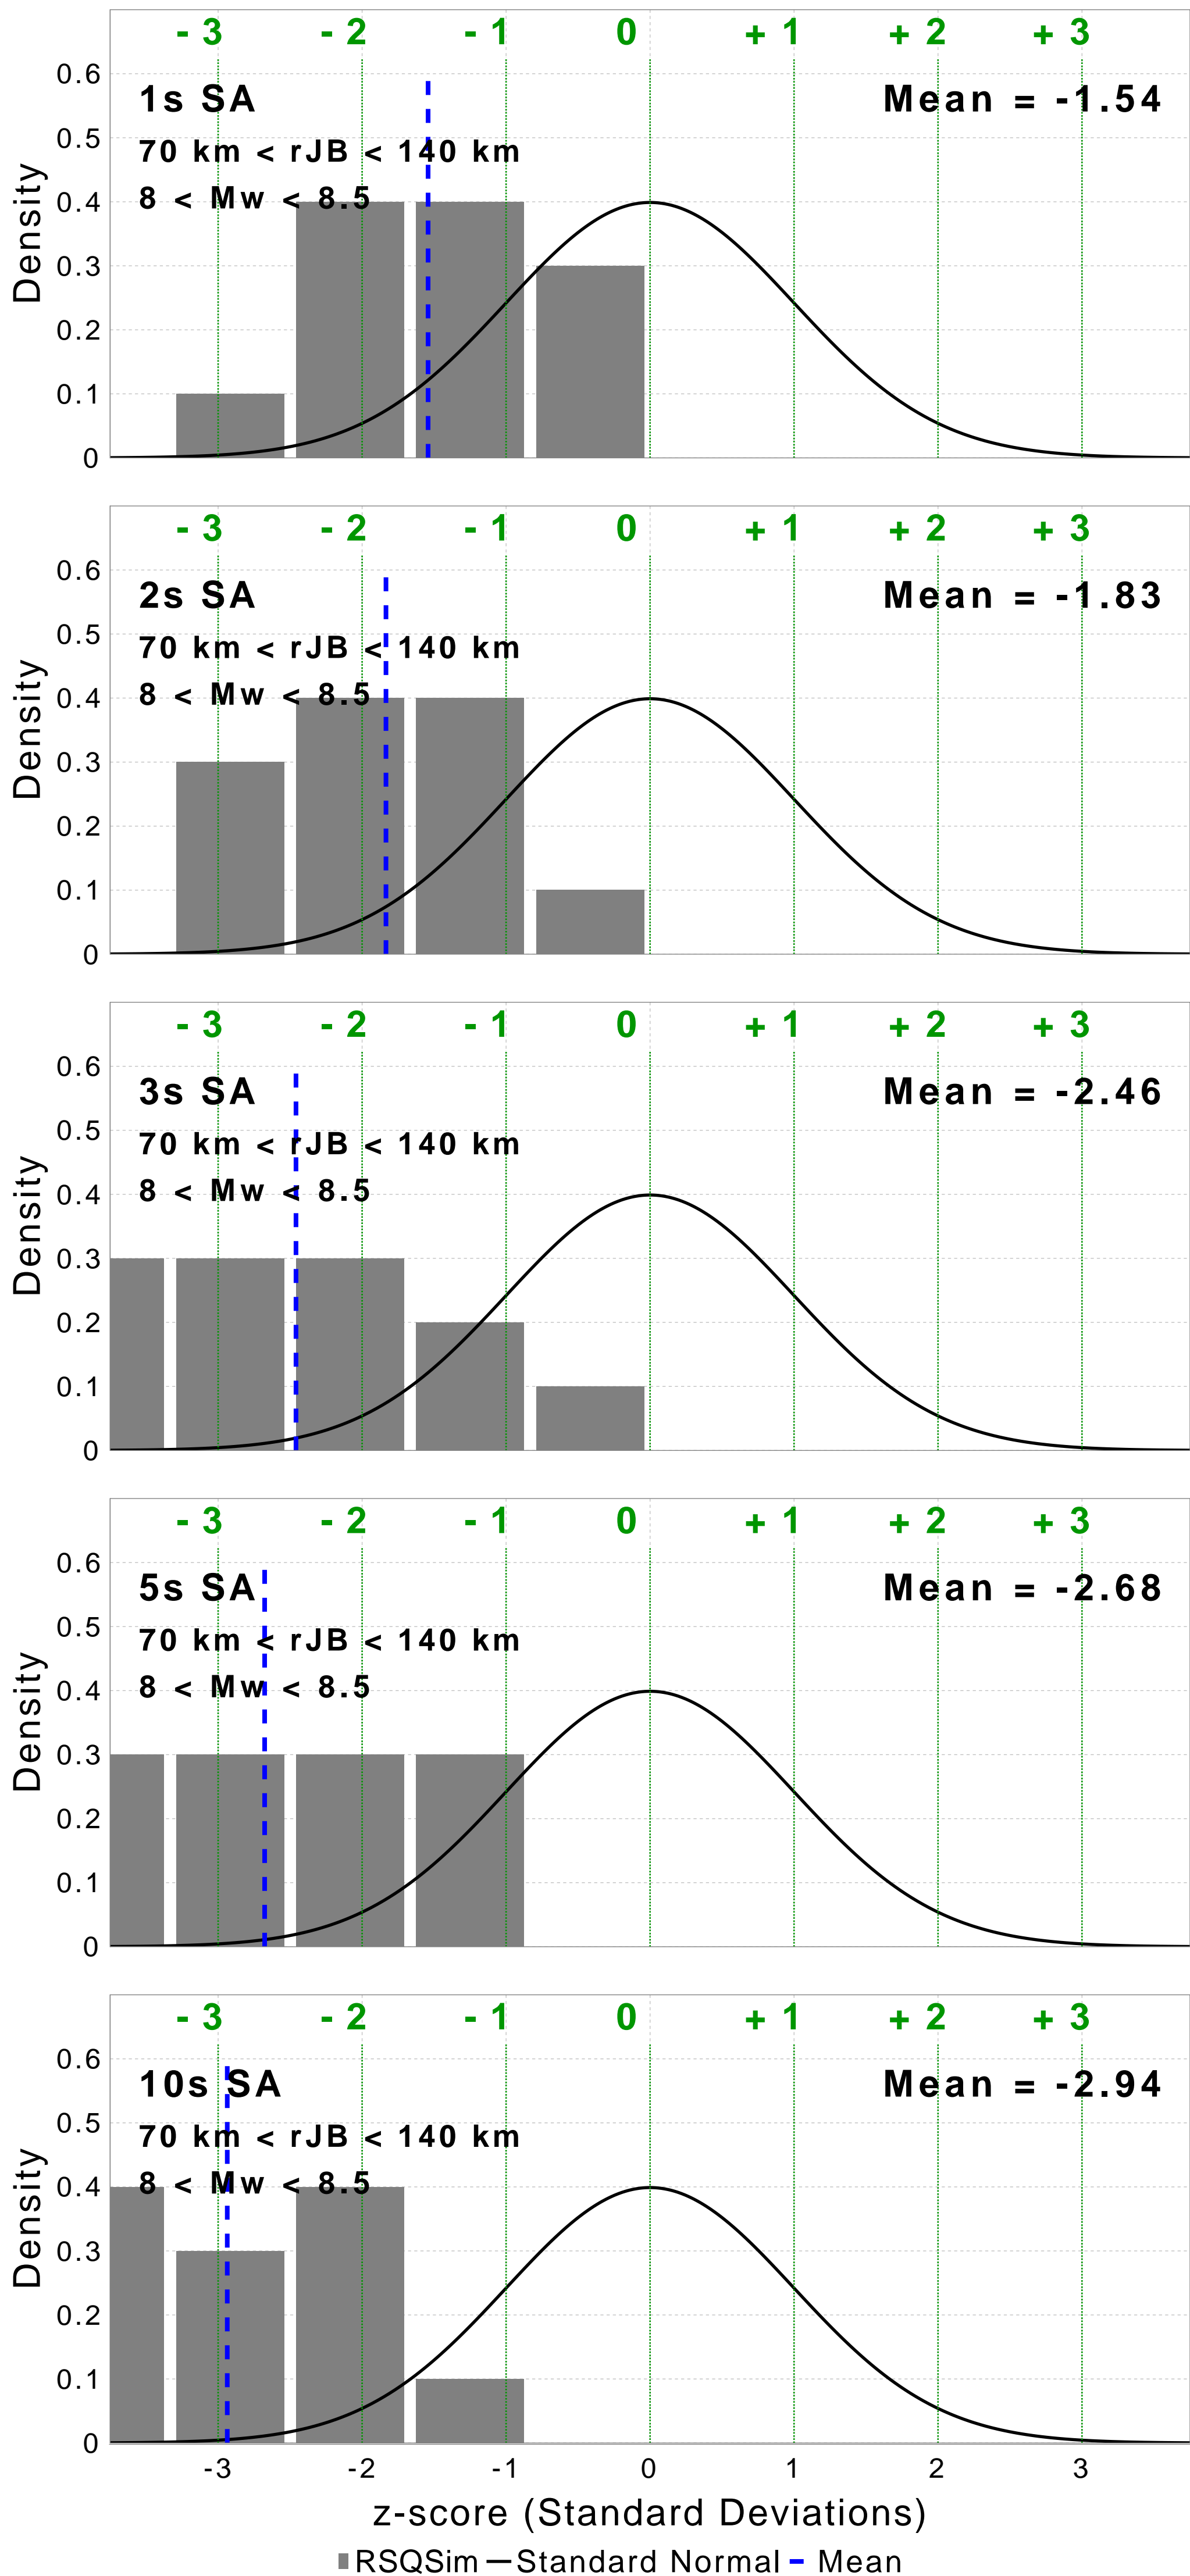 - 3 - 2 - 1 0 + 1 + 2 + 3
0.6
1s SA Mean = -1.54
0.5
70 km < rJB < 140 km
8 < Mw < 8.5
0.4
0.3
0.2
0.1
0
Density
- 3 - 2 - 1 0 + 1 + 2 + 3
0.6
2s SA Mean = -1.83
0.5
70 km < rJB < 140 km
8 < Mw < 8.5
0.4
0.3
0.2
0.1
0
Density
- 3 - 2 - 1 0 + 1 + 2 + 3
0.6
3s SA Mean = -2.46
0.5
70 km < rJB < 140 km
8 < Mw < 8.5
0.4
0.3
0.2
0.1
0
Density
- 3 - 2 - 1 0 + 1 + 2 + 3
0.6
5s SA Mean = -2.68
0.5
70 km < rJB < 140 km
8 < Mw < 8.5
0.4
0.3
0.2
0.1
0
Density
- 3 - 2 - 1 0 + 1 + 2 + 3
0.6
10s SA Mean = -2.94
0.5
70 km < rJB < 140 km
8 < Mw < 8.5
0.4
0.3
0.2
0.1
0
Density
-3 -2 -1 0 1 2 3
z-score (Standard Deviations)
RSQSim Standard Normal Mean